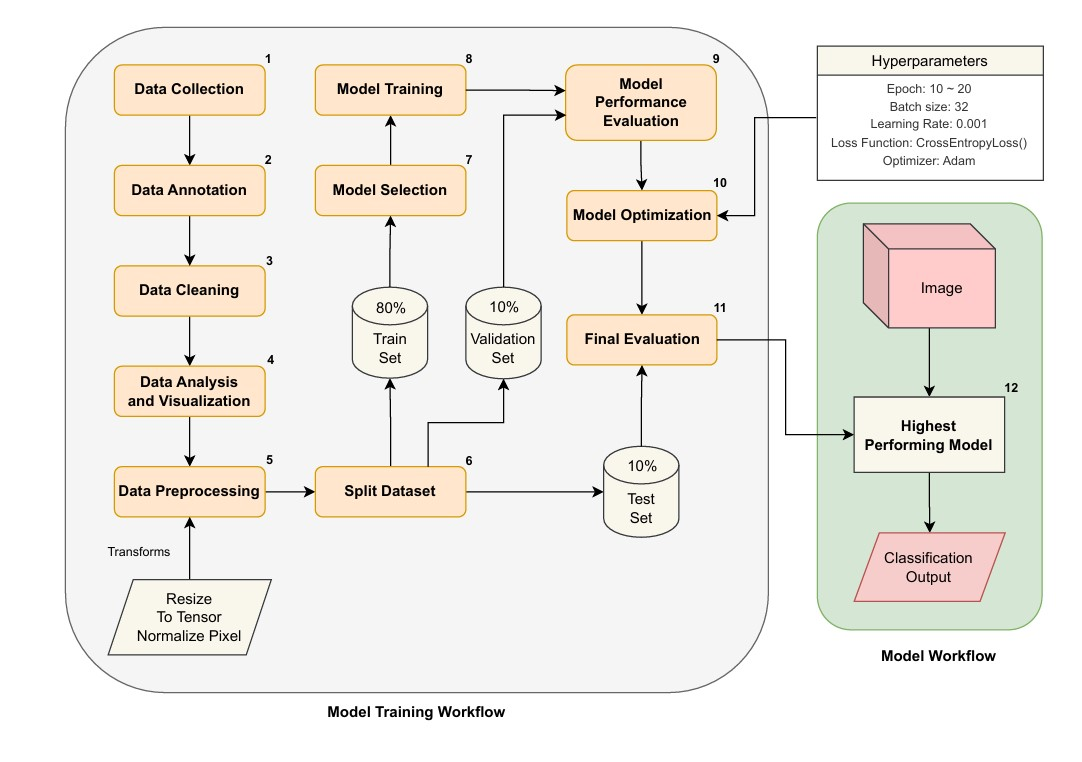 1
Data Collection
2
Data Annotation
3
Data Cleaning
4
Data Analysis
and Visualization
5
Data Preprocessing
Transforms
Resize
To Tensor
Normalize Pixel
6
Split Dataset
80%
Train
Set
10%
Validation
Set
10%
Test
Set
7
Model Selection
8
Model Training
9
Model
Performance
Evaluation
10
Model Optimization
11
Final Evaluation
Model Training Workflow
Hyperparameters
Epoch: 10 ~ 20
Batch size: 32
Learning Rate: 0.001
Loss Function: CrossEntropyLoss()
Optimizer: Adam
Image
12
Highest
Performing Model
Classification
Output
Model Workflow